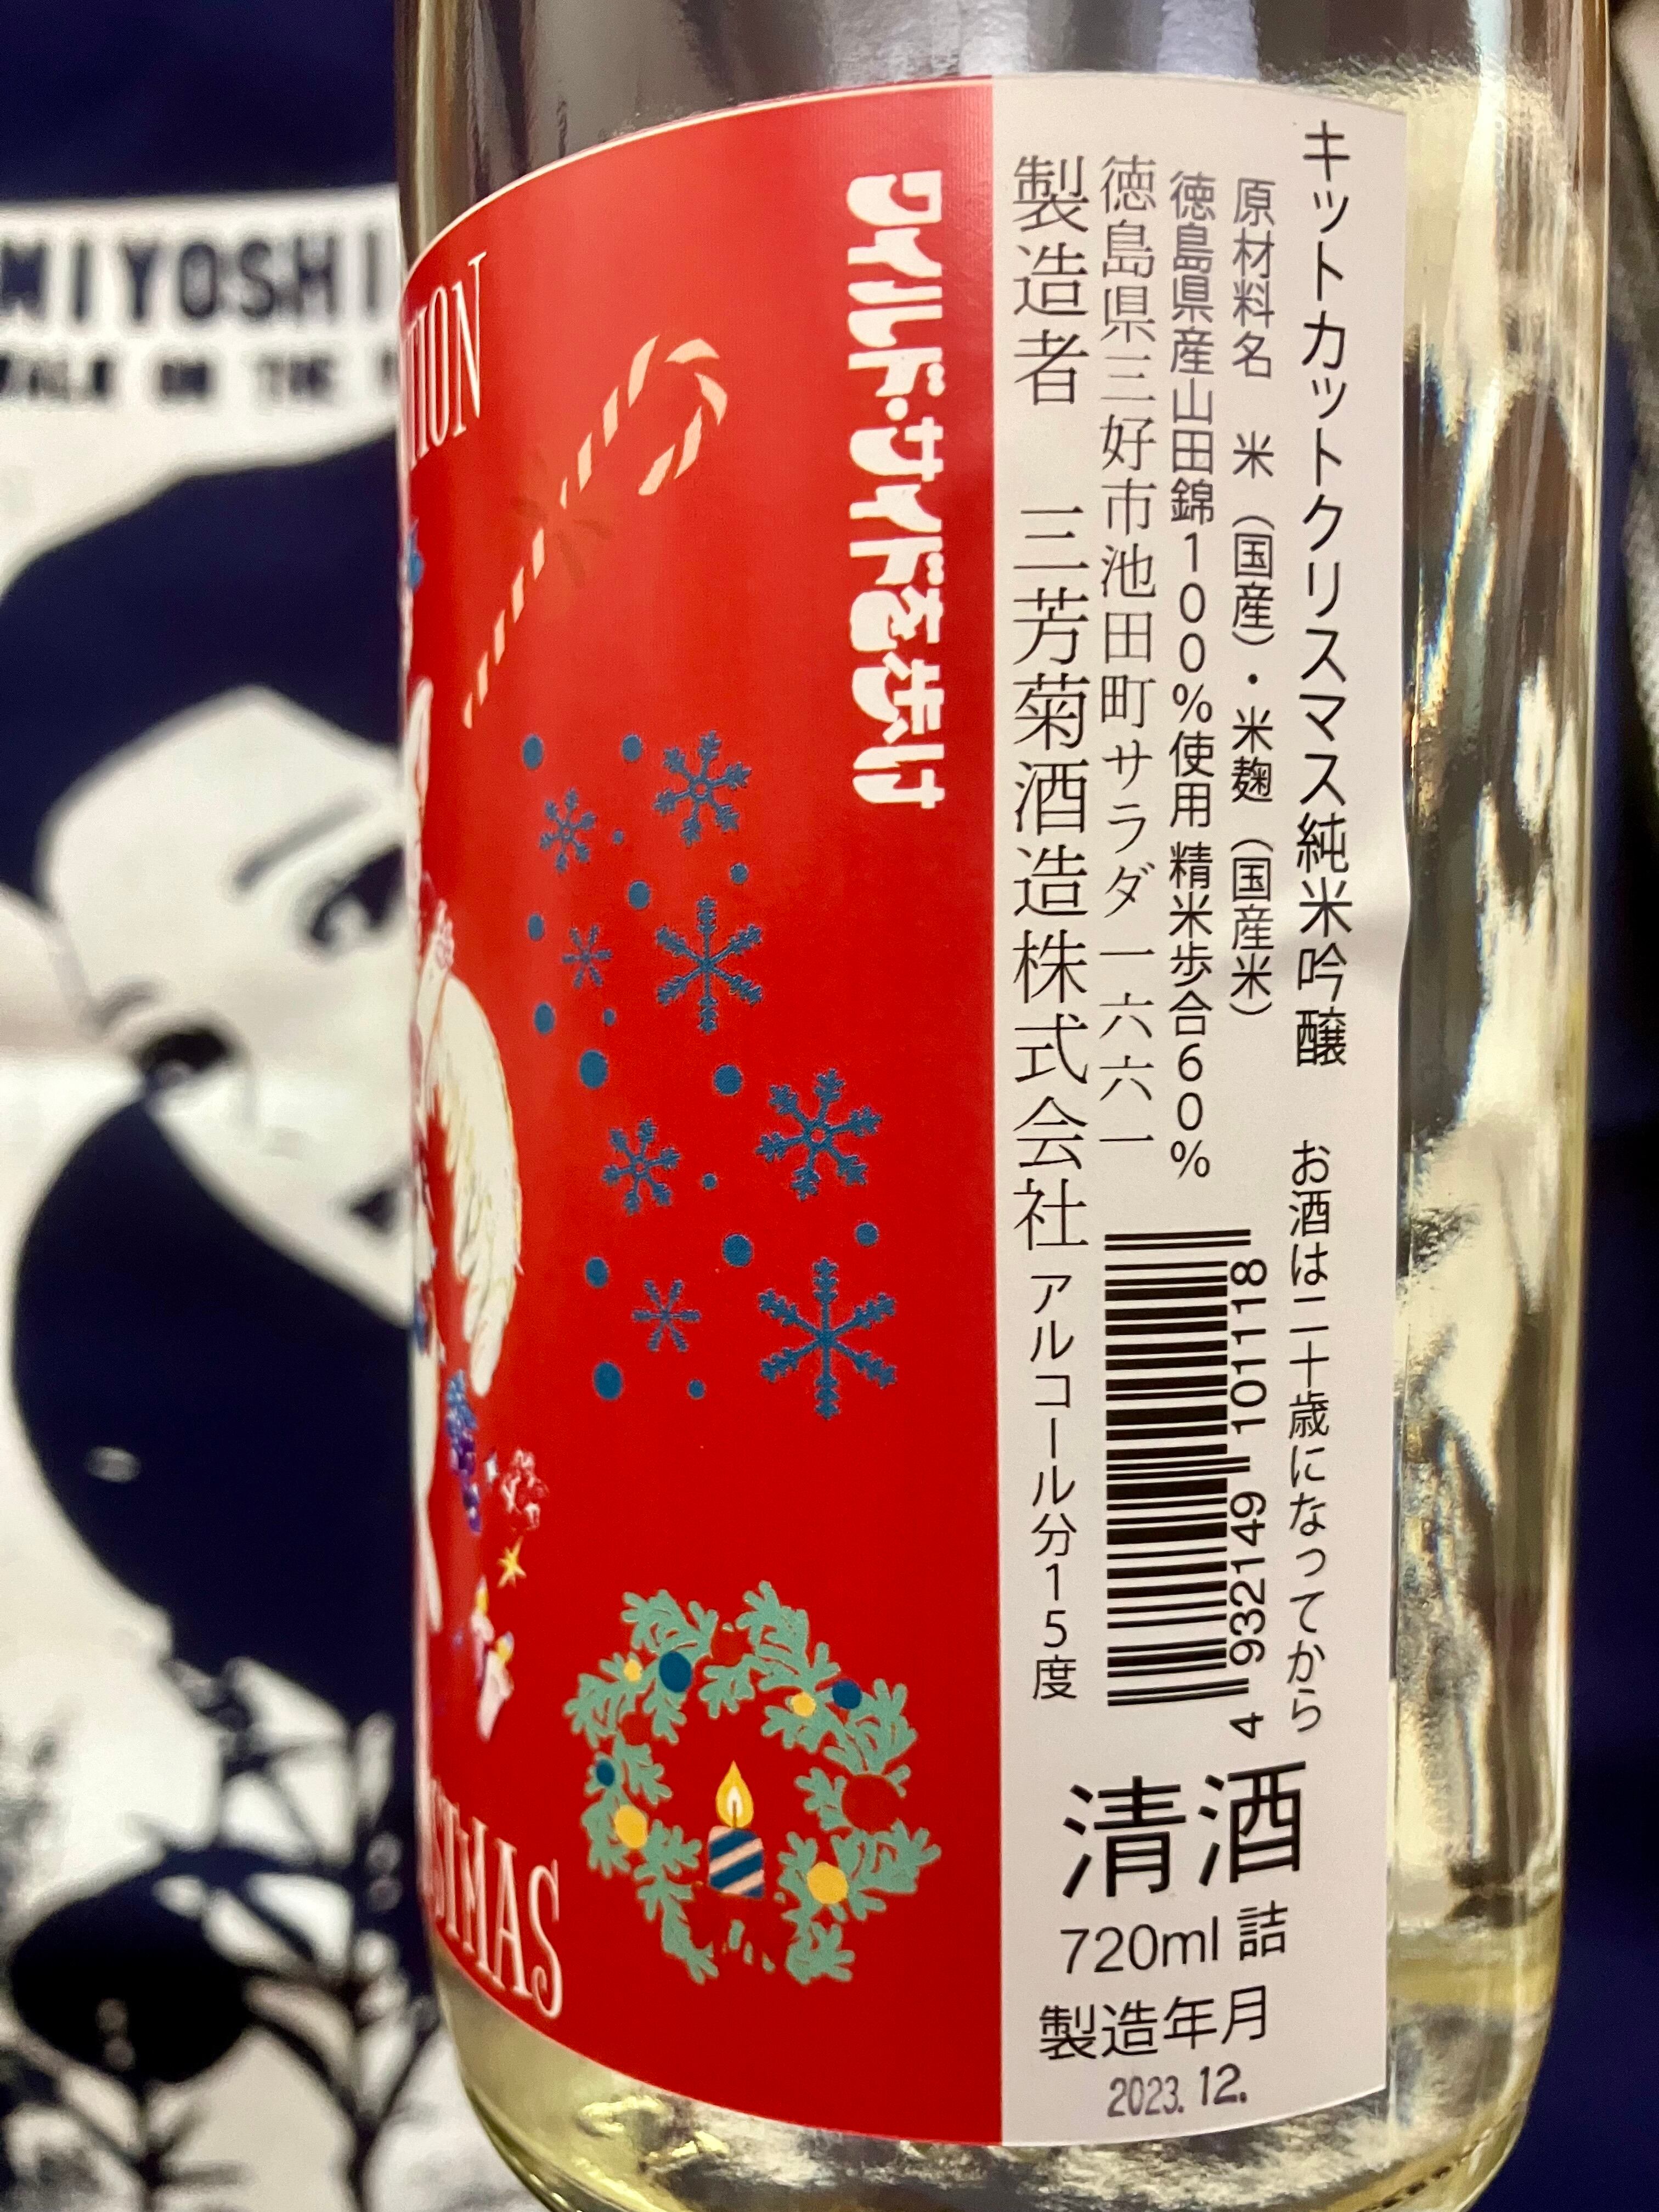 キットカットクリスマス純米吟醸
お酒は二十歳になってから
原材料名 米（国産）・米麹（国産米）
徳島県産山田錦100%使用 精米歩合60%
徳島県三好市池田町サラダ一六六一
製造者 三芳菊酒造株式会社
アルコール分15度
4 932149 101118
清酒
720ml 詰
製造年月
2023.12.
ワイルド・サイドを歩け
MIYOSHI
WALK ON THE